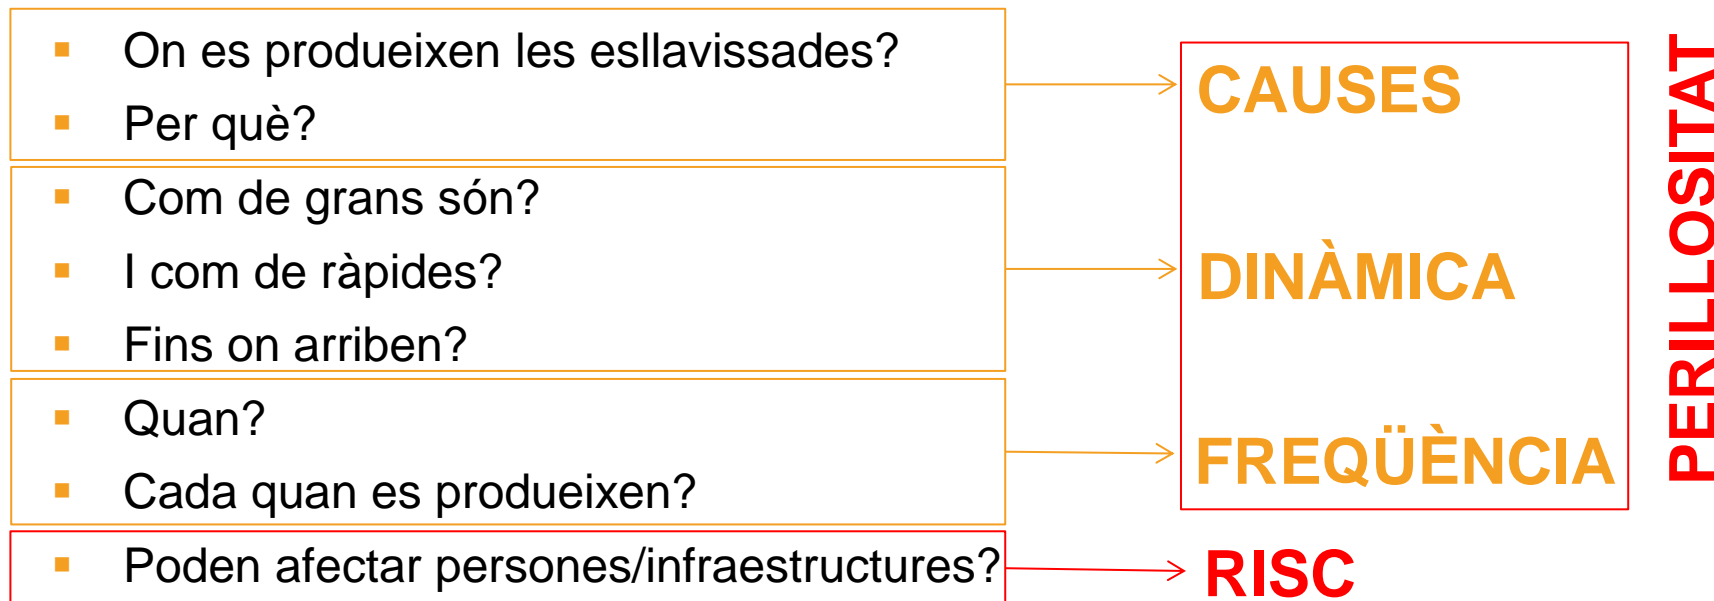 On es produeixen les esllavissades?
Per què?
Com de grans són?
I com de ràpides?
Fins on arriben?
Quan?
Cada quan es produeixen?
Poden afectar persones/infraestructures?
CAUSES
DINÀMICA
FREQÜÈNCIA
RISC
PERILLOSITAT